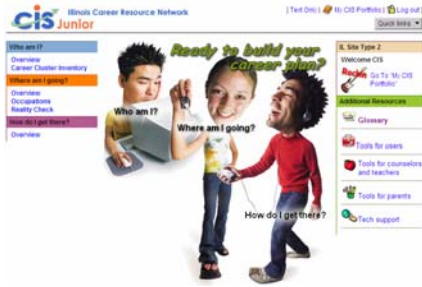 CIS Junior
Illinois Career Resource Network
| Text Only | My CIS Portfolio | Log out |
Quick links
Who am I?
Overview
Career Cluster Inventory
Where am I going?
Overview
Occupations
Reality Check
How do I get there?
Overview
Ready to build your
career plan?
Who am I?
Where am I going?
How do I get there?
IL Site Type 2
Welcome CIS
Go To 'My CIS
Portfolio'
Additional Resources
Glossary
Tools for users
Tools for counselors
and teachers
Tools for parents
Tech support